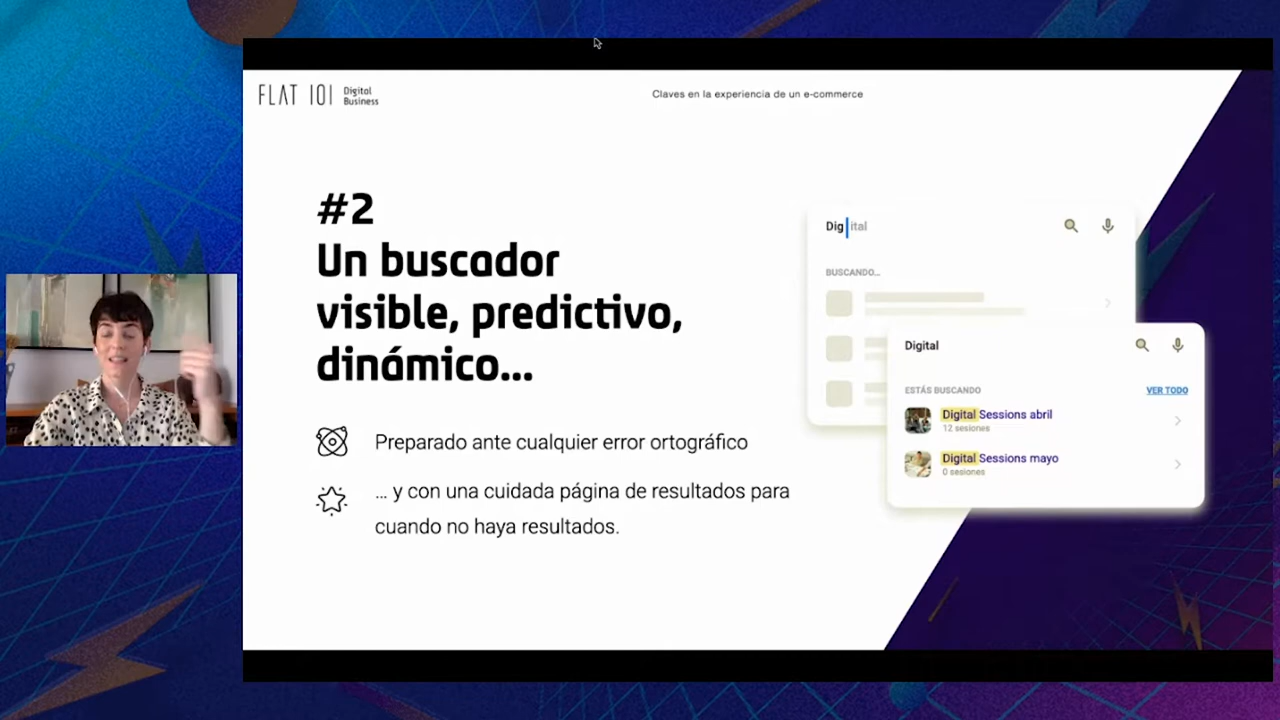 FLAT 101 Digital Business
Claves en la experiencia de un e-commerce
#2
Un buscador
visible, predictivo,
dinámico...
Preparado ante cualquier error ortográfico
... y con una cuidada página de resultados para
cuando no haya resultados.
Digital
BUSCANDO...
Digital
ESTÁS BUSCANDO VER TODO
Digital Sessions abril
12 sesiones
Digital Sessions mayo
0 sesiones